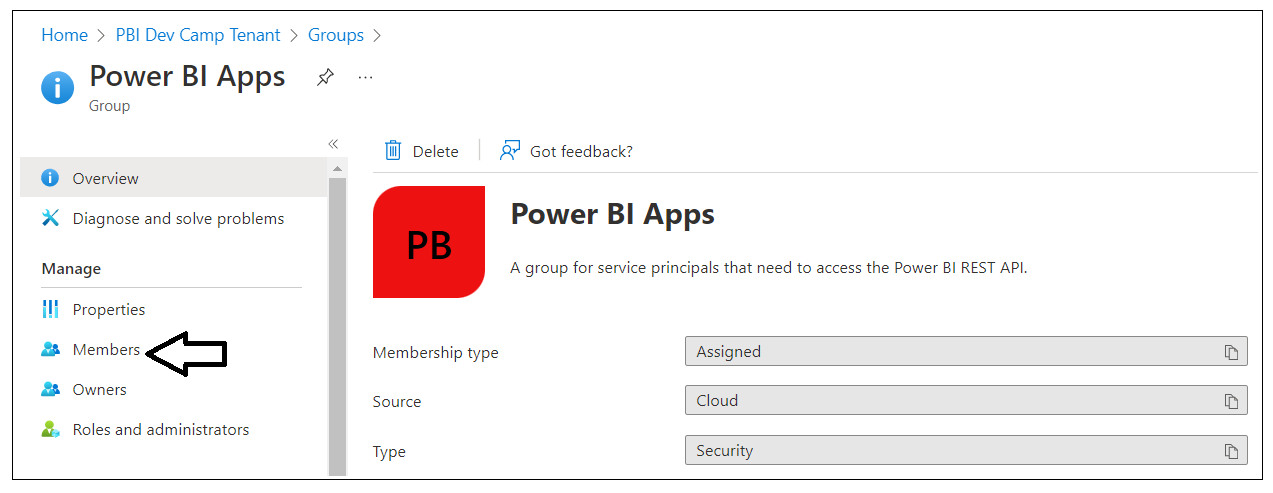 Home > PBI Dev Camp Tenant > Groups >
Power BI Apps
Group
Delete
Got feedback?
Overview
Diagnose and solve problems
Manage
Properties
Members
Owners
Roles and administrators
PB
Power BI Apps
A group for service principals that need to access the Power BI REST API.
Membership type
Assigned
Source
Cloud
Type
Security